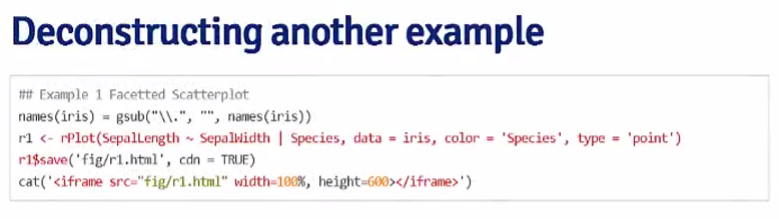 Deconstructing another example
## Example 1 Facetted Scatterplot
names(iris) = gsub("\\.", "", names(iris))
r1 <- rPlot(SepalLength ~ SepalWidth | Species, data = iris, color = 'Species', type = 'point')
r1$save('fig/r1.html', cdn = TRUE)
cat('<iframe src="fig/r1.html" width=100%, height=600></iframe>')